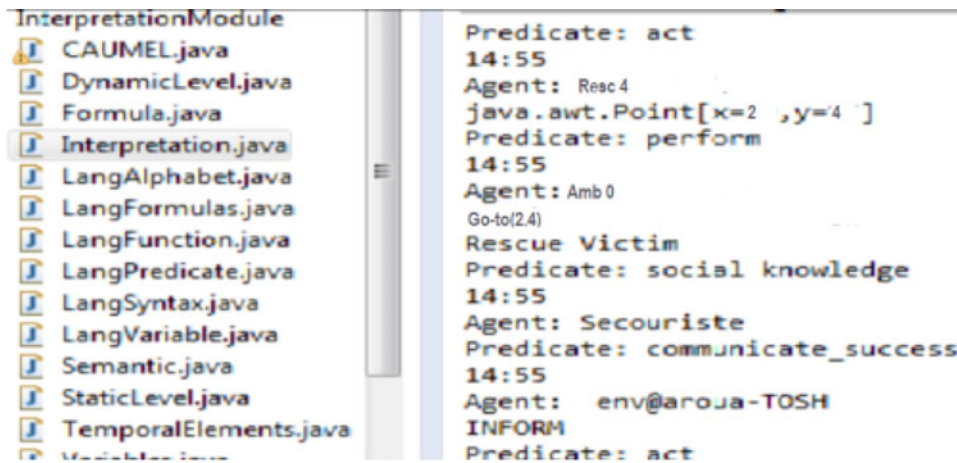 InterpretationModule
CAUMEL.java
DynamicLevel.java
Formula.java
Interpretation.java
LangAlphabet.java
LangFormulas.java
LangFunction.java
LangPredicate.java
LangSyntax.java
LangVariable.java
Semantic.java
StaticLevel.java
TemporalElements.java
Variables.java
Predicate: act
14:55
Agent: Resc 4
java.awt.Point[x=2 ,y=4 ]
Predicate: perform
14:55
Agent: Amb 0
Go-to(2,4)
Rescue Victim
Predicate: social knowledge
14:55
Agent: Secouriste
Predicate: communicate_success
14:55
Agent: env@aroua-TOSH
INFORM
Predicate: act